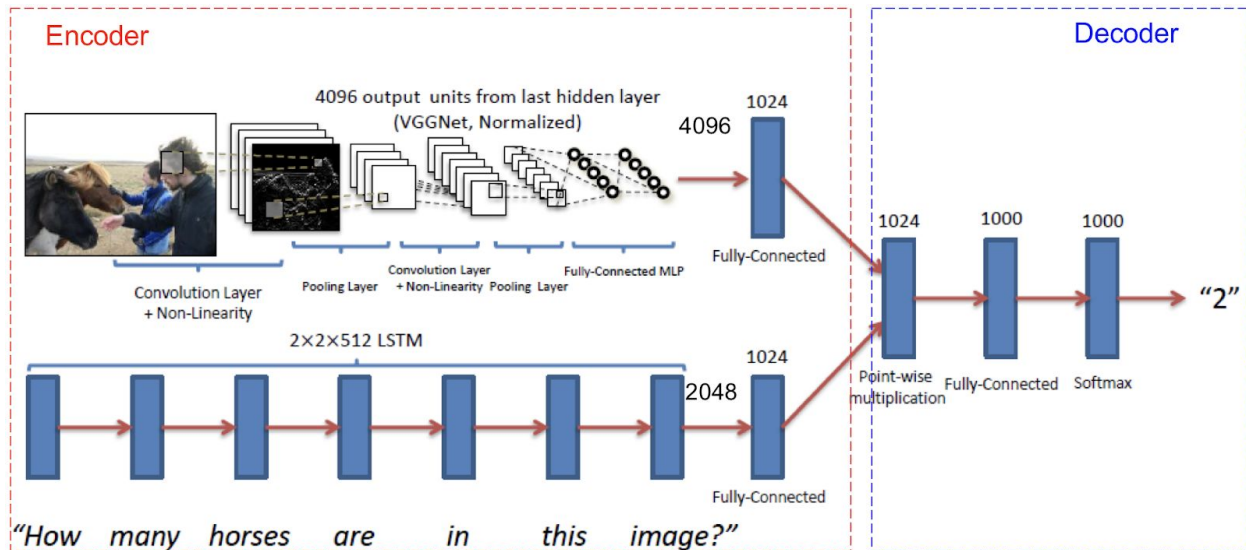 Encoder
Decoder
4096 output units from last hidden layer
(VGGNet, Normalized)
4096
1024
Fully-Connected
Convolution Layer
+ Non-Linearity
Pooling Layer
Convolution Layer
+ Non-Linearity
Pooling Layer
Fully-Connected MLP
2×2×512 LSTM
2048
1024
Fully-Connected
"How many horses are in this image?"
1024
Point-wise
multiplication
1000
Fully-Connected
1000
Softmax
"2"